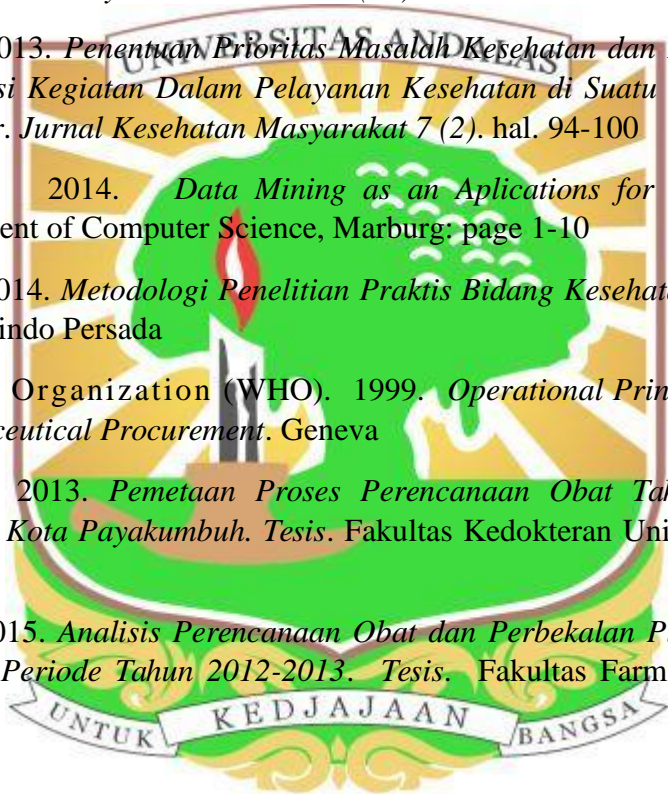 UNIVERSITAS ANDALAS
2013. Penentuan Prioritas Masalah Kesehatan dan
si Kegiatan Dalam Pelayanan Kesehatan di Suatu
r. Jurnal Kesehatan Masyarakat 7 (2). hal. 94-100
2014. Data Mining as an Aplications for
ent of Computer Science, Marburg: page 1-10
014. Metodologi Penelitian Praktis Bidang Kesehata
indo Persada
Organization (WHO). 1999. Operational Prin
ceutical Procurement. Geneva
2013. Pemetaan Proses Perencanaan Obat Tah
Kota Payakumbuh. Tesis. Fakultas Kedokteran Uni
015. Analisis Perencanaan Obat dan Perbekalan P
Periode Tahun 2012-2013. Tesis. Fakultas Farm
UNTUK KEDJAJAAN BANGSA